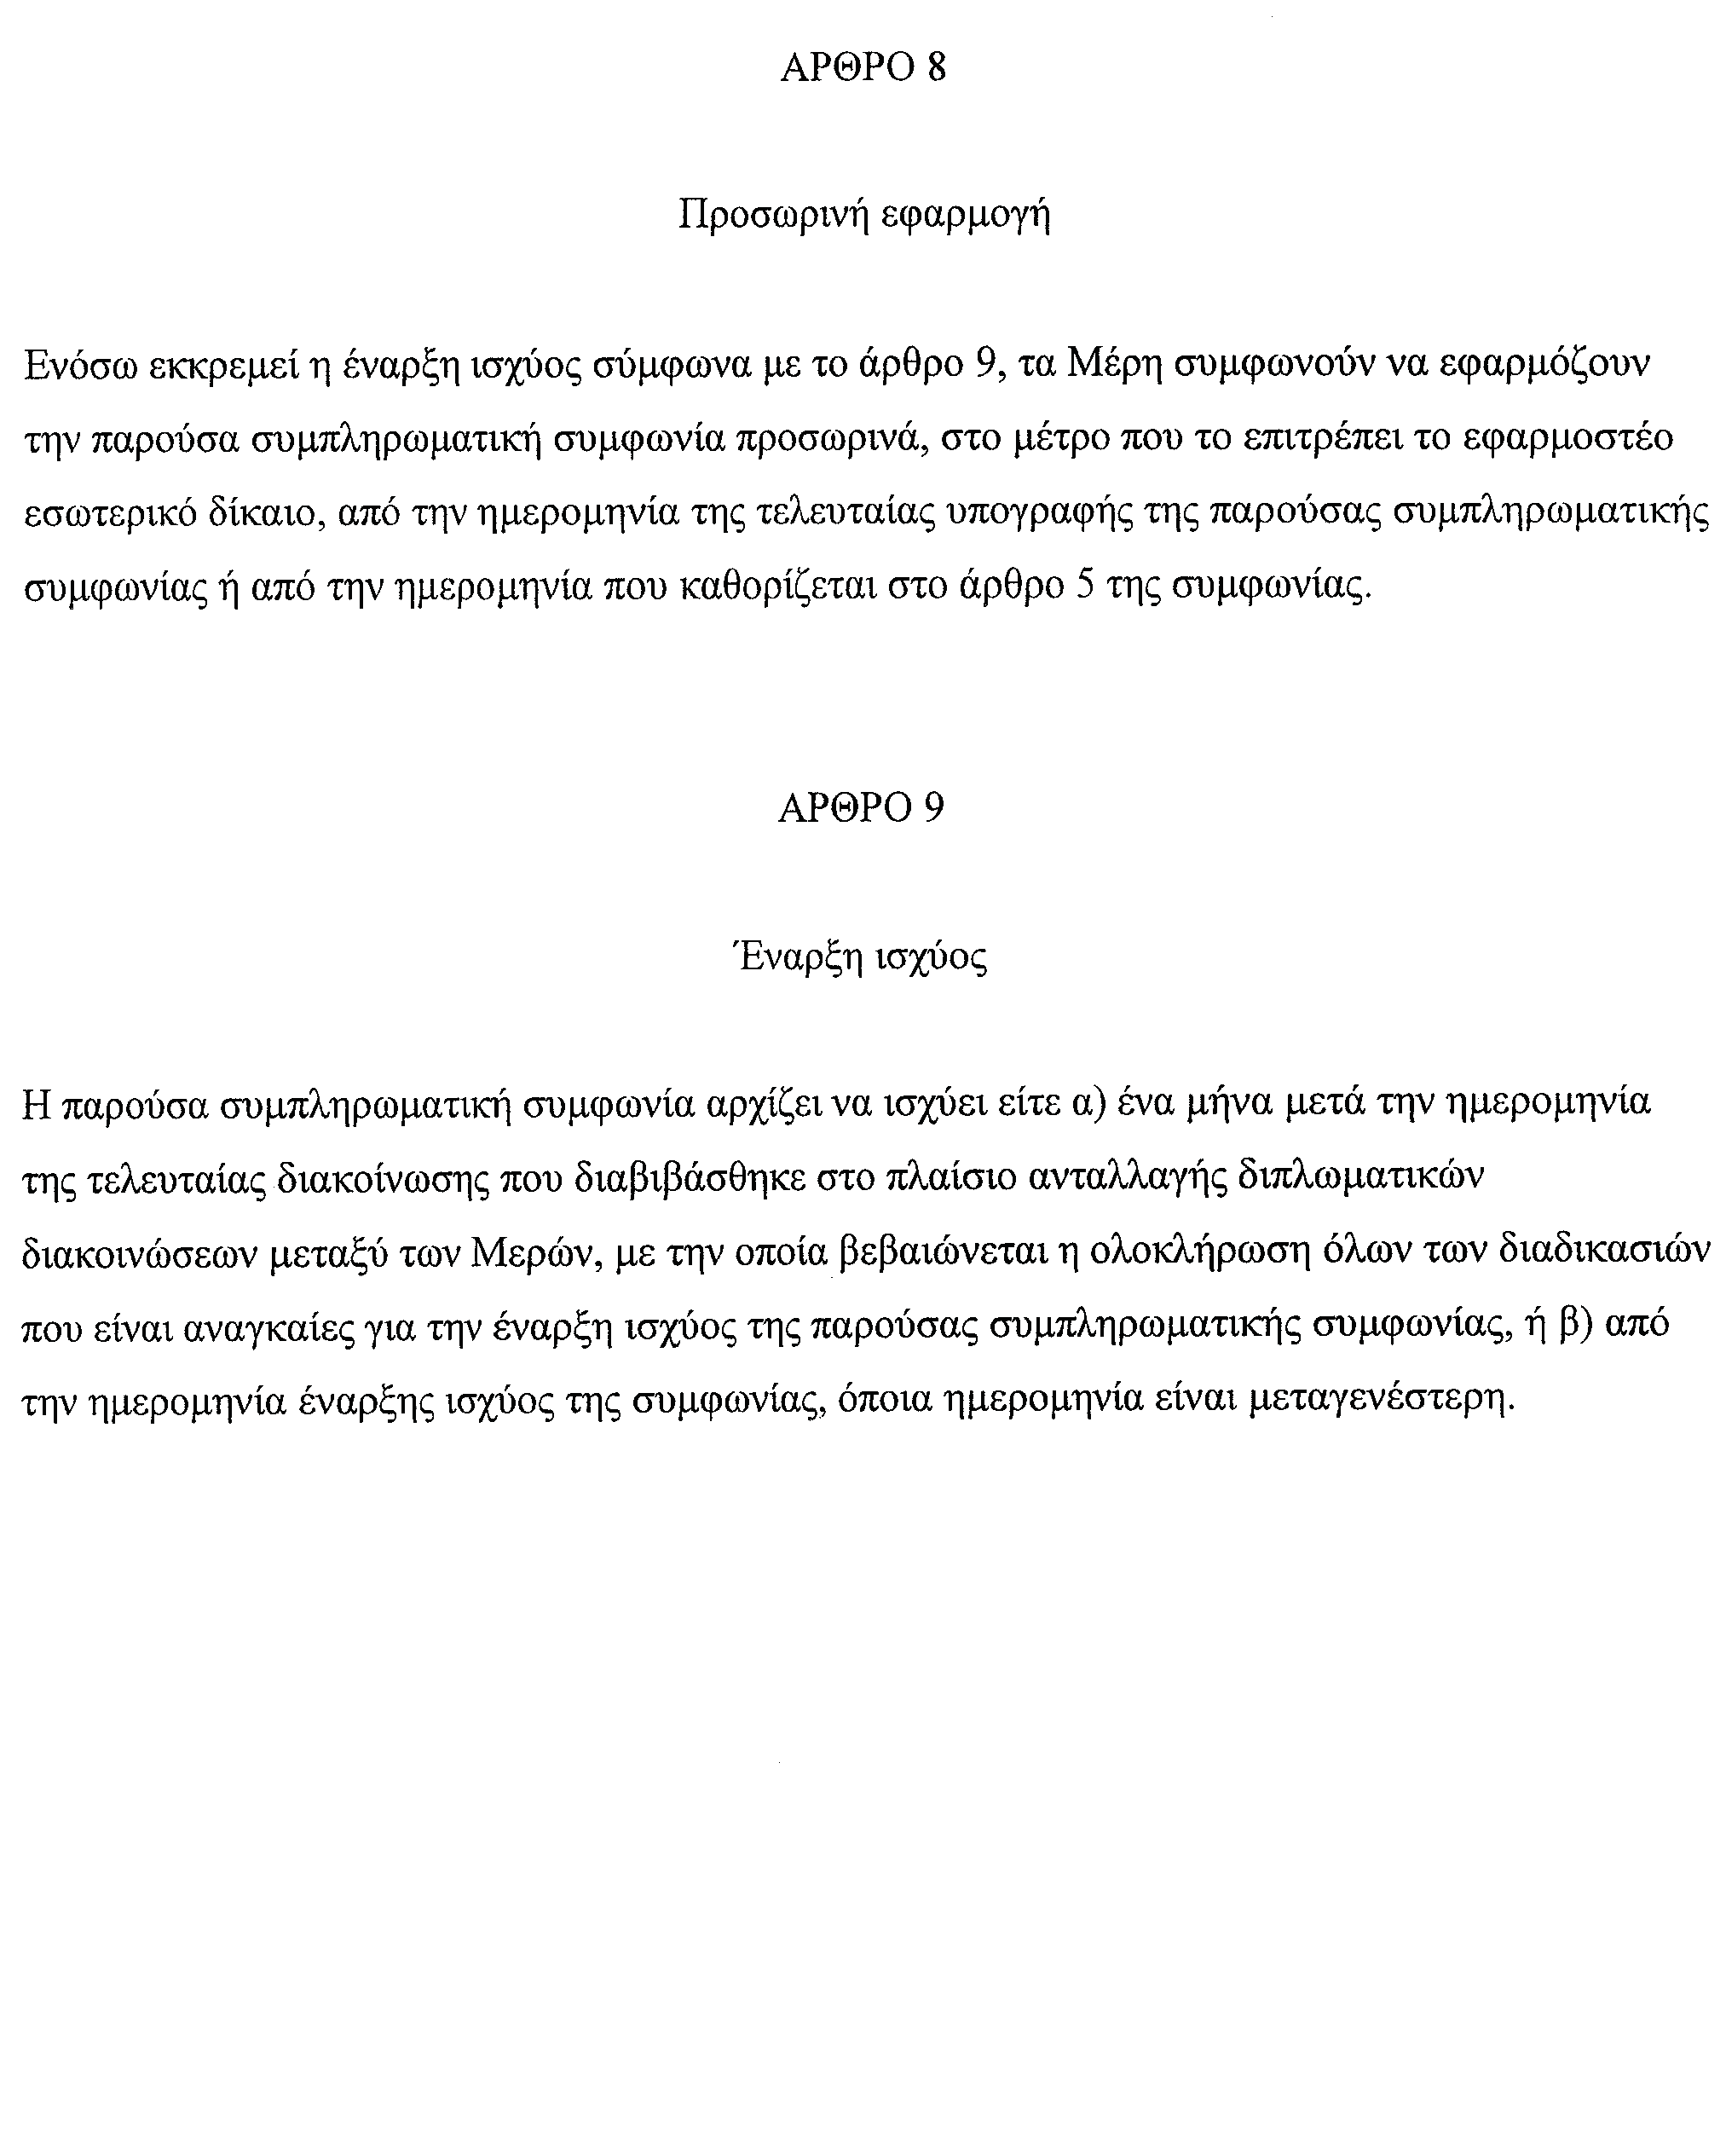 ΑΡΘΡΟ 8
Προσωρινή εφαρμογή
Ενόσω εκκρεμεί η έναρξη ισχύος σύμφωνα με το άρθρο 9, τα Μέρη συμφωνούν να εφαρμόζουν
την παρούσα συμπληρωματική συμφωνία προσωρινά, στο μέτρο που το επιτρέπει το εφαρμοστέο
εσωτερικό δίκαιο, από την ημερομηνία της τελευταίας υπογραφής της παρούσας συμπληρωματικής
συμφωνίας ή από την ημερομηνία που καθορίζεται στο άρθρο 5 της συμφωνίας.
ΑΡΘΡΟ 9
Έναρξη ισχύος
Η παρούσα συμπληρωματική συμφωνία αρχίζει να ισχύει είτε α) ένα μήνα μετά την ημερομηνία
της τελευταίας διακοίνωσης που διαβιβάσθηκε στο πλαίσιο ανταλλαγής διπλωματικών
διακοινώσεων μεταξύ των Μερών, με την οποία βεβαιώνεται η ολοκλήρωση όλων των διαδικασιών
που είναι αναγκαίες για την έναρξη ισχύος της παρούσας συμπληρωματικής συμφωνίας, ή β) από
την ημερομηνία έναρξης ισχύος της συμφωνίας, όποια ημερομηνία είναι μεταγενέστερη.